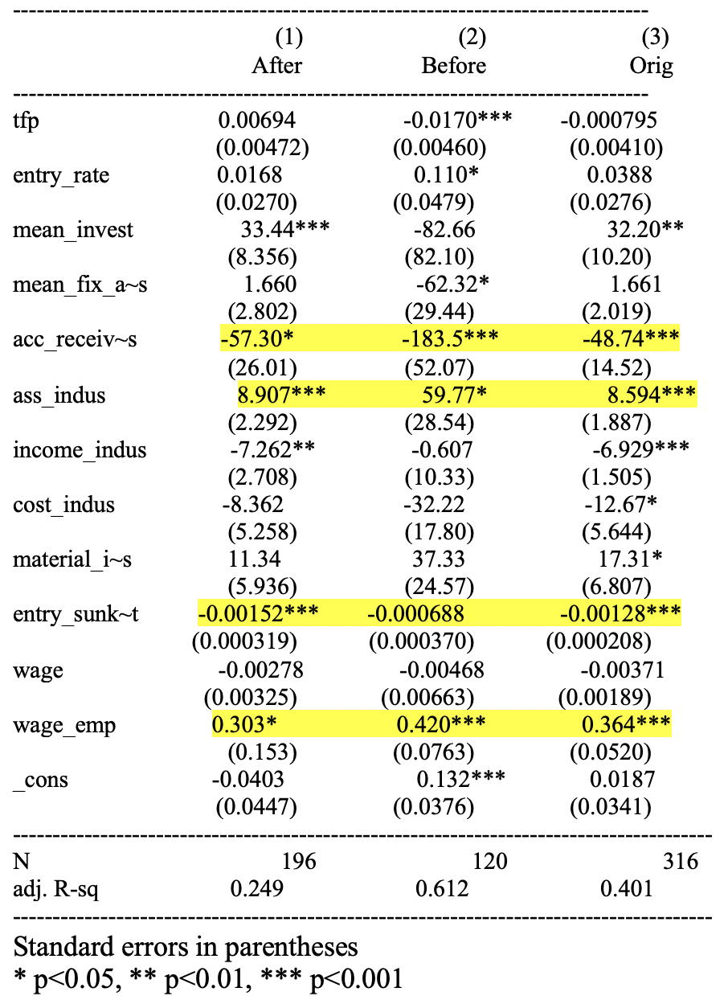 (1) (2) (3)
After Before Orig
tfp 0.00694 -0.0170*** -0.000795
(0.00472) (0.00460) (0.00410)
entry_rate 0.0168 0.110* 0.0388
(0.0270) (0.0479) (0.0276)
mean_invest 33.44*** -82.66 32.20**
(8.356) (82.10) (10.20)
mean_fix_a~s 1.660 -62.32* 1.661
(2.802) (29.44) (2.019)
acc_receiv~s -57.30* -183.5*** -48.74***
(26.01) (52.07) (14.52)
ass_indus 8.907*** 59.77* 8.594***
(2.292) (28.54) (1.887)
income_indus -7.262** -0.607 -6.929***
(2.708) (10.33) (1.505)
cost_indus -8.362 -32.22 -12.67*
(5.258) (17.80) (5.644)
material_i~s 11.34 37.33 17.31*
(5.936) (24.57) (6.807)
entry_sunk~t -0.00152*** -0.000688 -0.00128***
(0.000319) (0.000370) (0.000208)
wage -0.00278 -0.00468 -0.00371
(0.00325) (0.00663) (0.00189)
wage_emp 0.303* 0.420*** 0.364***
(0.153) (0.0763) (0.0520)
_cons -0.0403 0.132*** 0.0187
(0.0447) (0.0376) (0.0341)
N 196 120 316
adj. R-sq 0.249 0.612 0.401
Standard errors in parentheses
* p<0.05, ** p<0.01, *** p<0.001